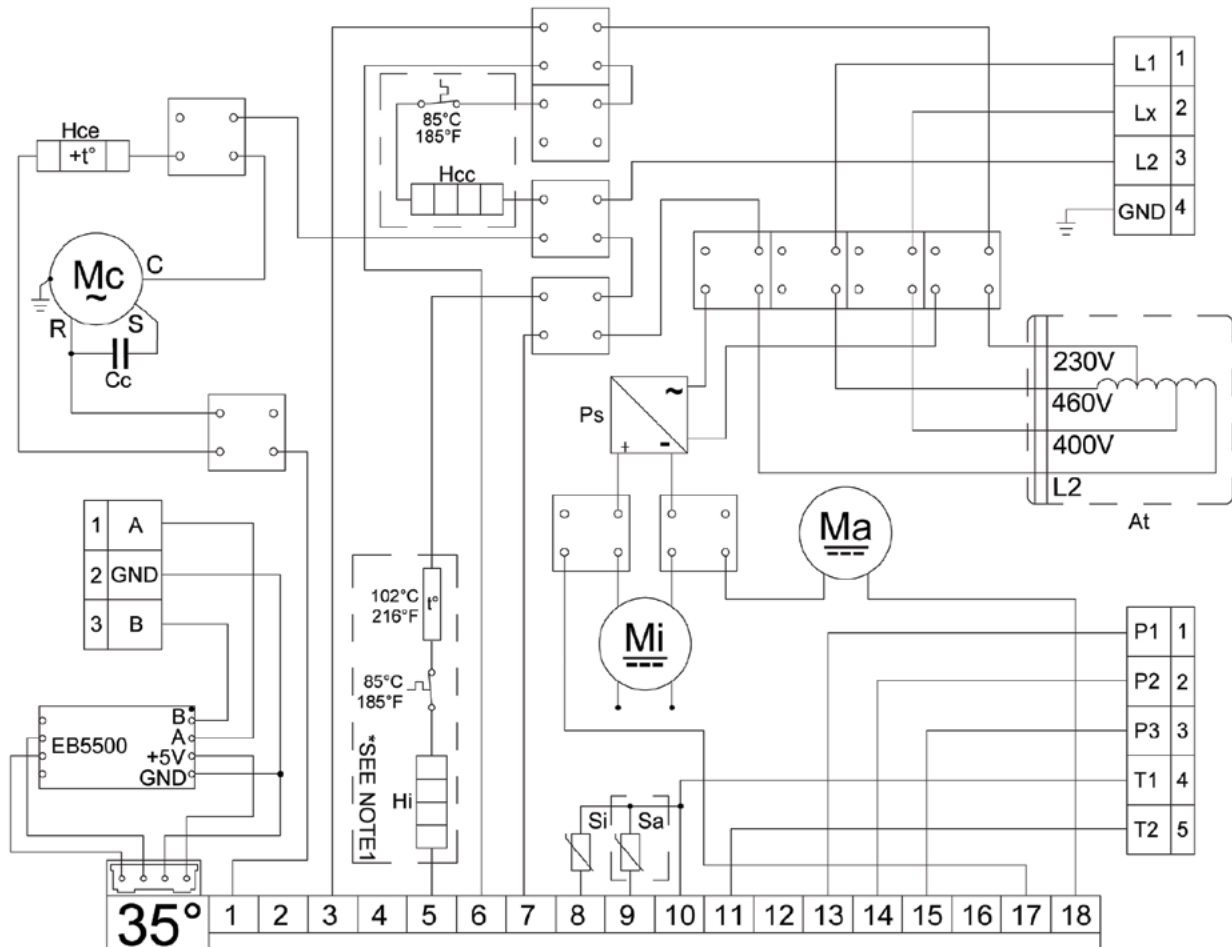 L1 1
Lx 2
L2 3
GND 4
85°C
185°F
Hce
+t°
Hcc
Mc
~
C
R
S
Cc
Ps
~
+ -
230V
460V
400V
L2
At
1 A
2 GND
3 B
Ma
102°C
216°F
t°
Mi
P1 1
P2 2
P3 3
T1 4
T2 5
85°C
185°F
B
A
+5V
GND
EB5500
*SEE NOTE1
Hi
Si
Sa
35° 1 2 3 4 5 6 7 8 9 10 11 12 13 14 15 16 17 18